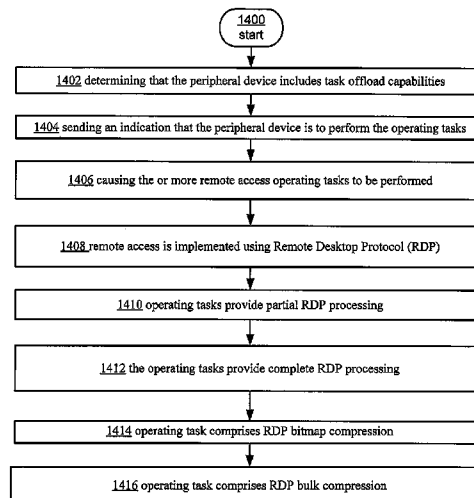 1400
start
1402 determining that the peripheral device includes task offload capabilities
1404 sending an indication that the peripheral device is to perform the operating tasks
1406 causing the or more remote access operating tasks to be performed
1408 remote access is implemented using Remote Desktop Protocol (RDP)
1410 operating tasks provide partial RDP processing
1412 the operating tasks provide complete RDP processing
1414 operating task comprises RDP bitmap compression
1416 operating task comprises RDP bulk compression